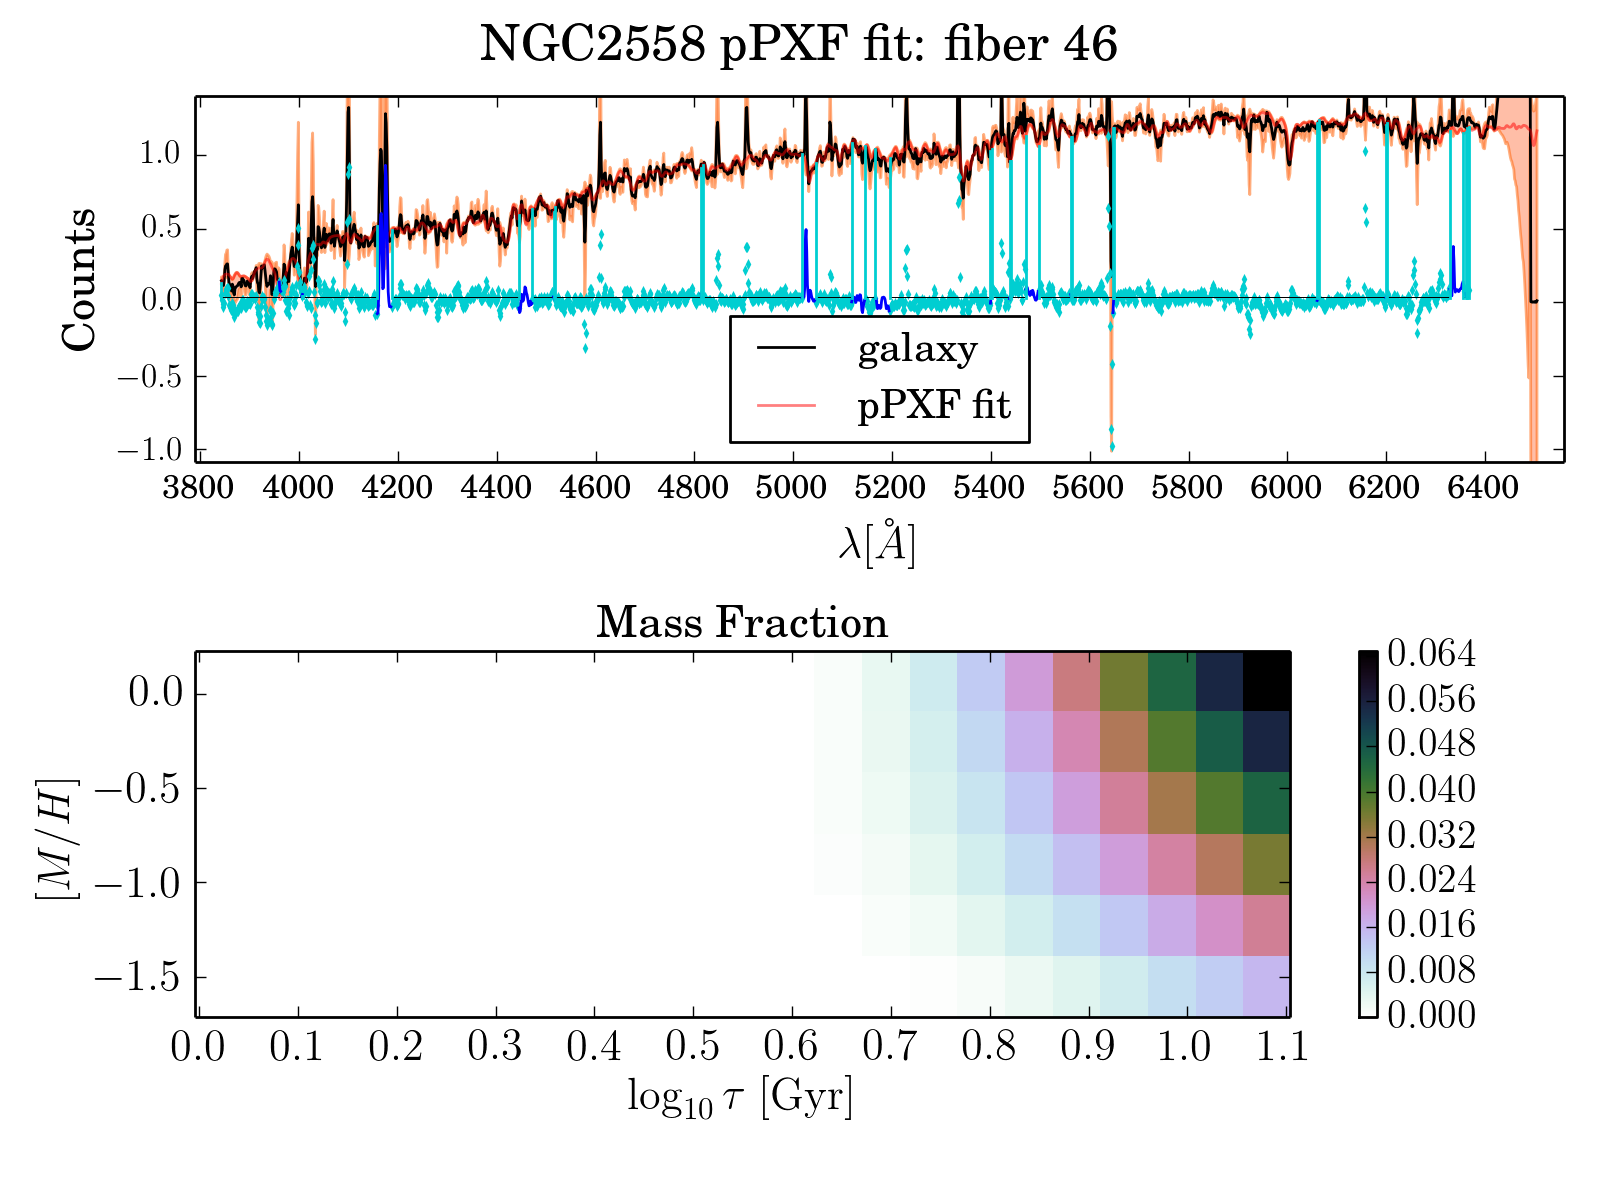 NGC2558 pPXF fit: fiber 46
Counts
1.0
0.5
0.0
−0.5
−1.0
galaxy
pPXF fit
3800 4000 4200 4400 4600 4800 5000 5200 5400 5600 5800 6000 6200 6400
λ[Å]
Mass Fraction
[M/H]
0.0
−0.5
−1.0
−1.5
0.0 0.1 0.2 0.3 0.4 0.5 0.6 0.7 0.8 0.9 1.0 1.1
log₁₀ τ [Gyr]
0.064
0.056
0.048
0.040
0.032
0.024
0.016
0.008
0.000